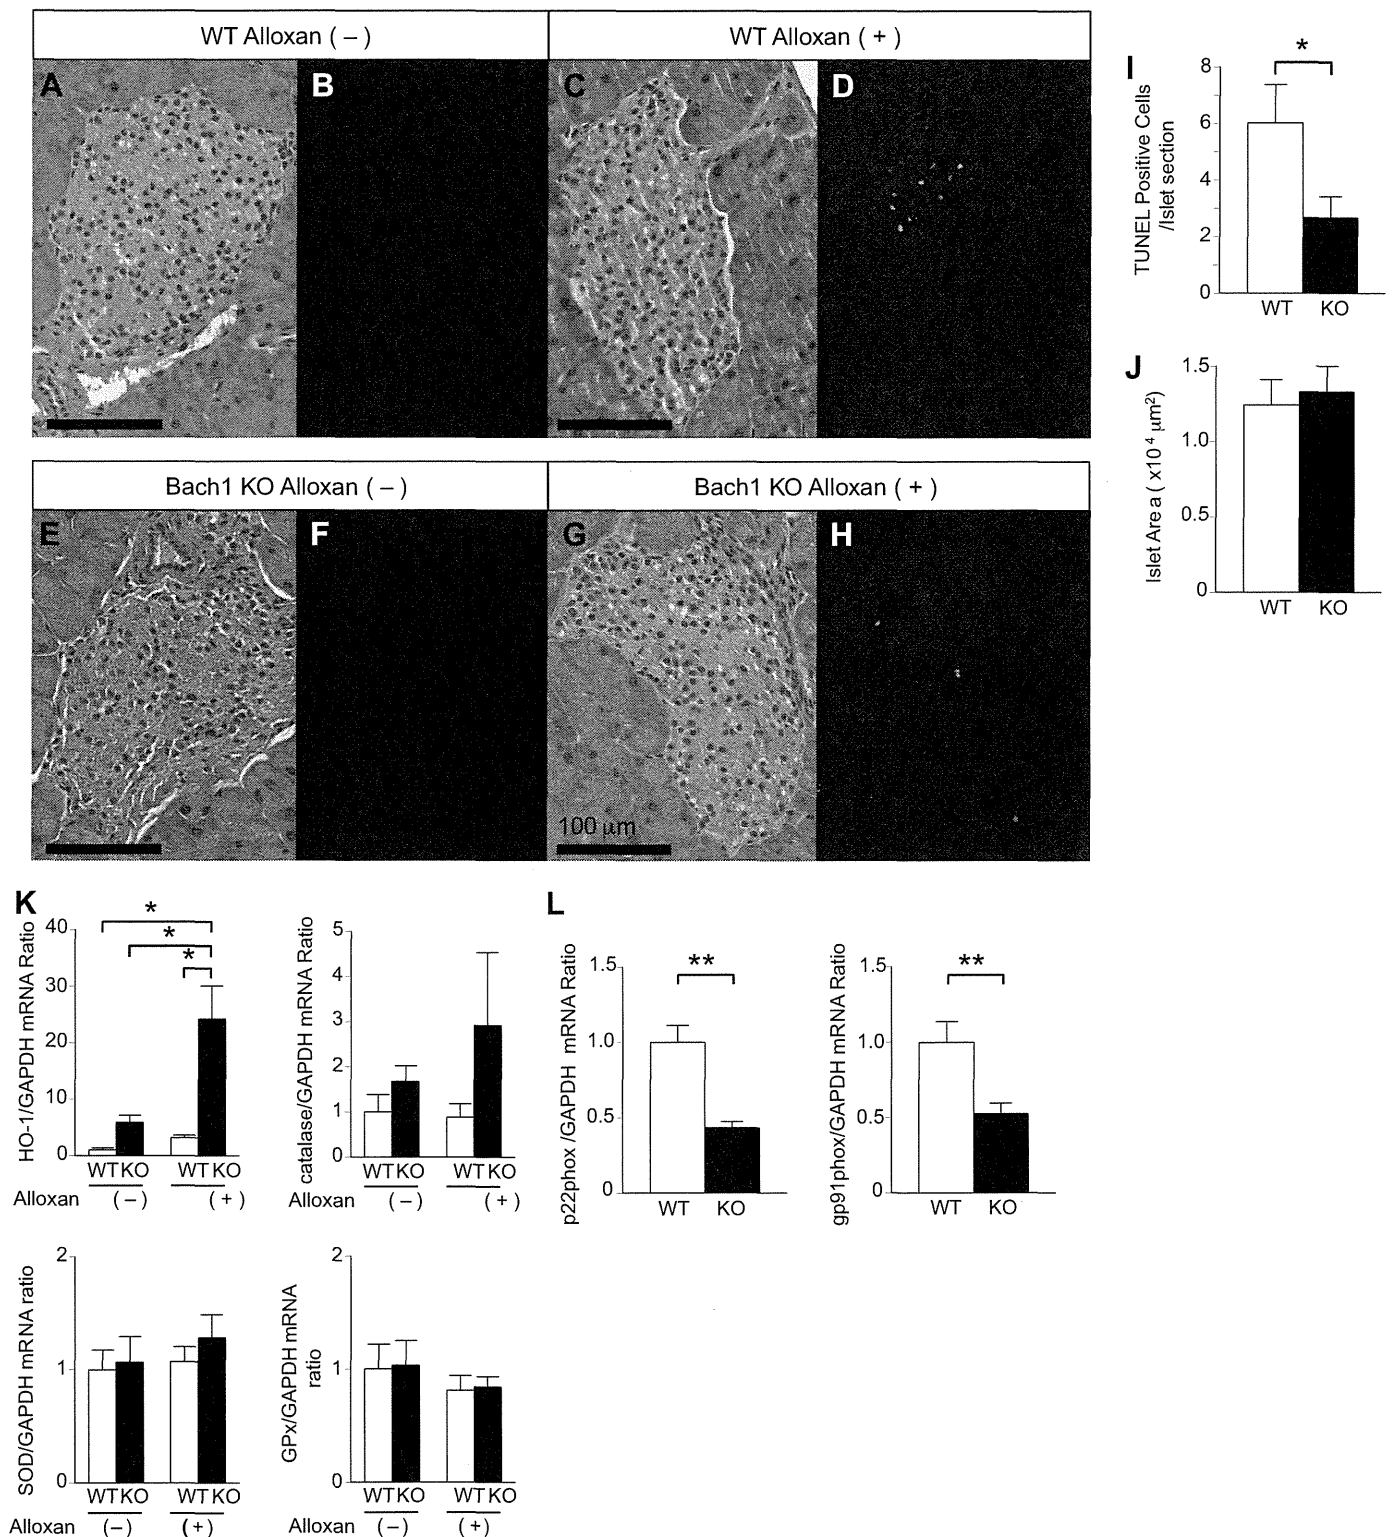 WT Alloxan ( – )
WT Alloxan ( + )
A
B
C
D
Bach1 KO Alloxan ( – )
Bach1 KO Alloxan ( + )
E
F
G
H
100 μm
I
*
TUNEL Positive Cells
/Islet section
8
6
4
2
0
WT KO
J
Islet Are a ( x10⁴ μm²)
1.5
1.0
0.5
0
WT KO
K
* 
*
*
HO-1/GAPDH mRNA Ratio
40
30
20
10
0
WT KO WT KO
Alloxan ( – ) ( + )
catalase/GAPDH mRNA Ratio
5
4
3
2
1
0
WT KO WT KO
Alloxan ( – ) ( + )
L
**
p22phox /GAPDH mRNA Ratio
1.5
1.0
0.5
0
WT KO
**
gp91phox/GAPDH mRNA Ratio
1.5
1.0
0.5
0
WT KO
SOD/GAPDH mRNA ratio
2
1
0
WT KO WT KO
Alloxan (–) (+)
GPx/GAPDH mRNA
ratio
2
1
0
WT KO WT KO
Alloxan (–) (+)